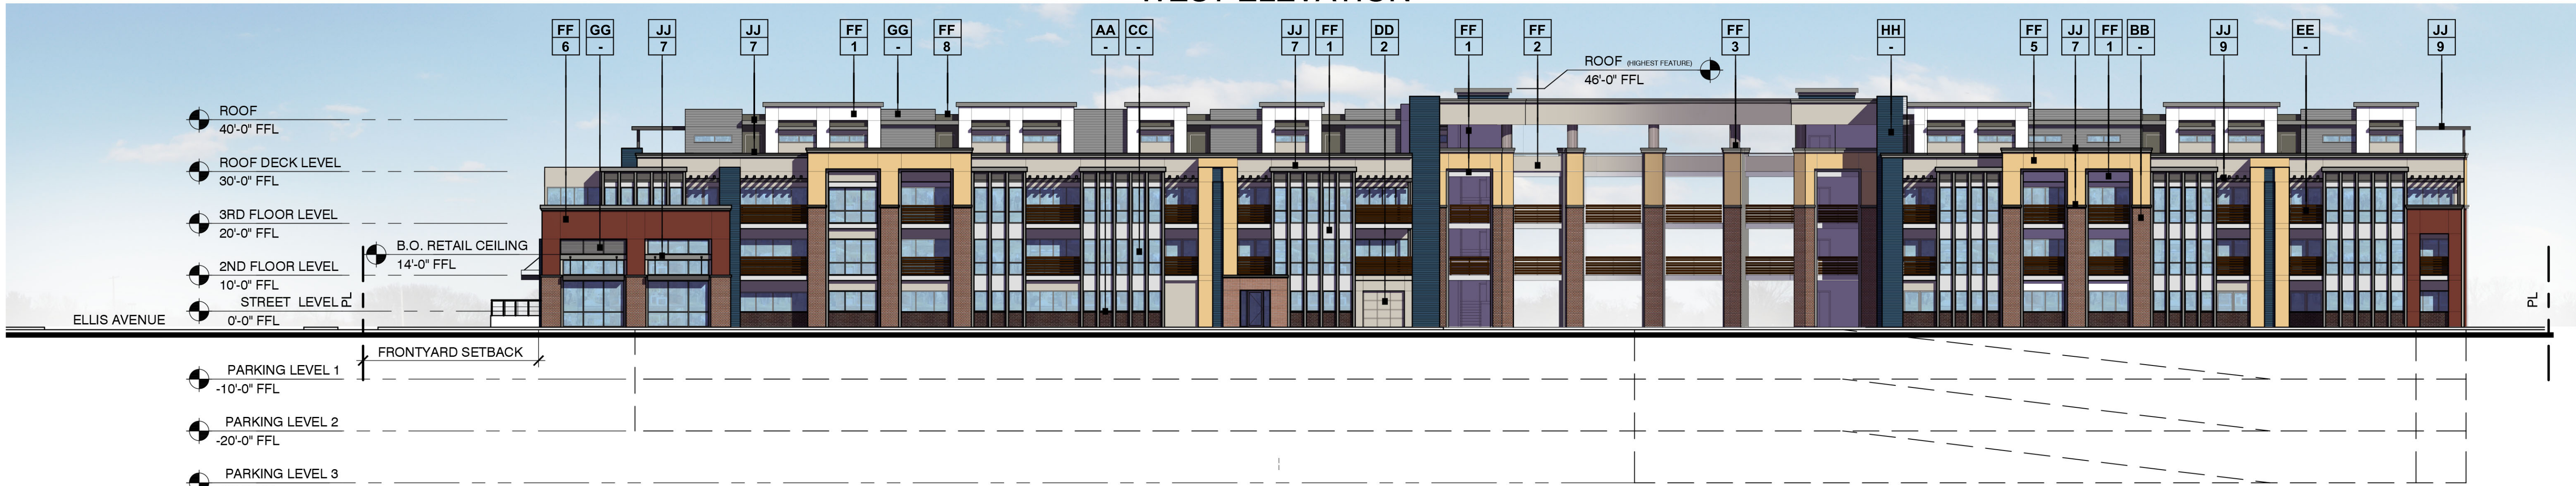 WEST ELEVATION
FF GG JJ JJ FF GG FF AA CC JJ FF DD FF FF FF HH FF JJ FF BB JJ EE JJ
6 - 7 7 1 - 8 - - 7 1 2 1 2 3 - 5 7 1 - 9 - 9
ROOF (HIGHEST FEATURE)
46'-0" FFL
ROOF
40'-0" FFL
ROOF DECK LEVEL
30'-0" FFL
3RD FLOOR LEVEL
20'-0" FFL
B.O. RETAIL CEILING
14'-0" FFL
2ND FLOOR LEVEL
10'-0" FFL
STREET LEVEL
0'-0" FFL
PL
PL
ELLIS AVENUE
FRONTYARD SETBACK
PARKING LEVEL 1
-10'-0" FFL
PARKING LEVEL 2
-20'-0" FFL
PARKING LEVEL 3